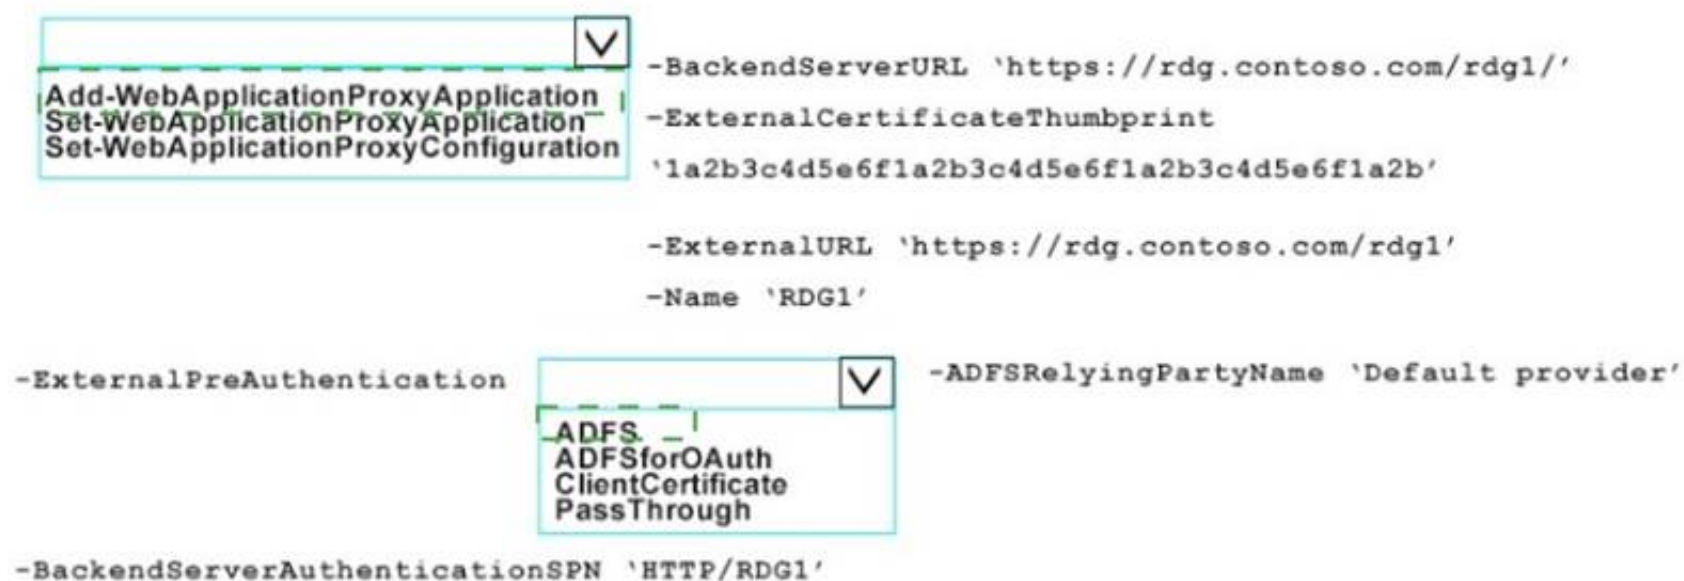 -BackendServerURL ‘https://rdg.contoso.com/rdg1/’
Add-WebApplicationProxyApplication
Set-WebApplicationProxyApplication
Set-WebApplicationProxyConfiguration
-ExternalCertificateThumbprint
‘1a2b3c4d5e6f1a2b3c4d5e6f1a2b3c4d5e6f1a2b’
-ExternalURL ‘https://rdg.contoso.com/rdg1’
-Name ‘RDG1’
-ExternalPreAuthentication
-ADFSRelyingPartyName ‘Default provider’
ADFS
ADFSforOAuth
ClientCertificate
PassThrough
-BackendServerAuthenticationSPN ‘HTTP/RDG1’